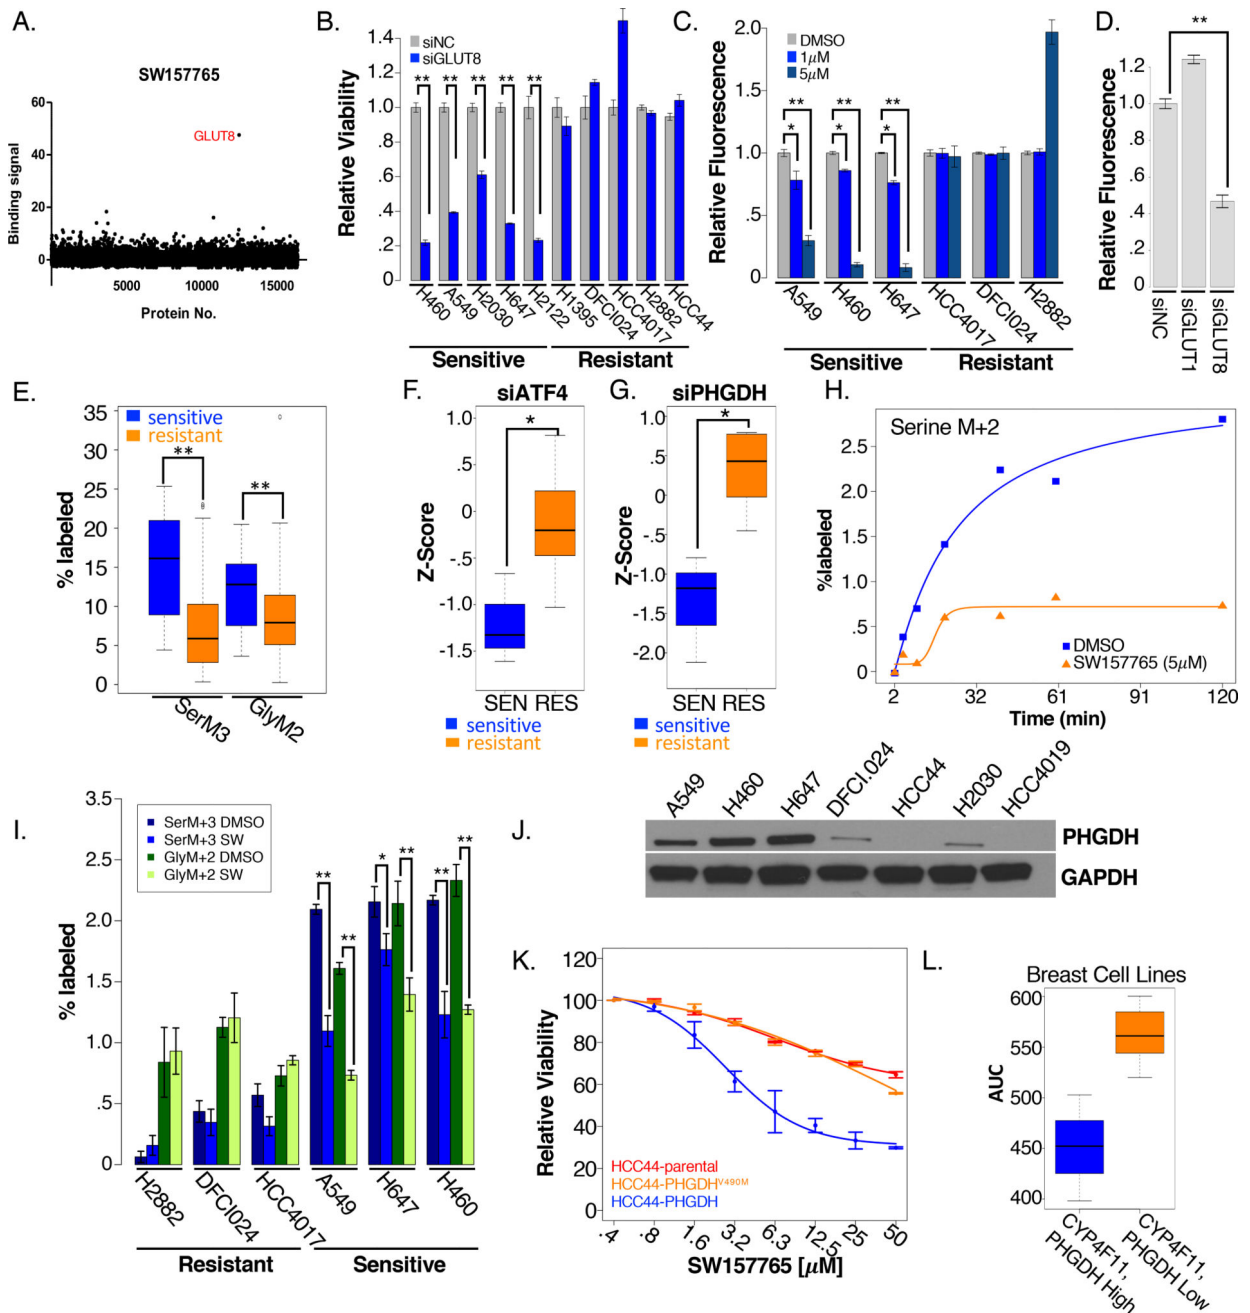 A.
SW157765
60
40
20
0
GLUT8
Binding signal
5000 10000 15000
Protein No.
B.
siNC
siGLUT8
1.4
1.2
1.0
.8
.6
.4
.2
0
Relative Viability
** ** ** ** **
H460 A549 H2030 H647 H2122 H1395 DFCI024 HCC4017 H2882 HCC44
Sensitive Resistant
C.
DMSO
1µM
5µM
2.0
1.5
1.0
.5
0
Relative Fluorescence
** ** **
* * *
A549 H460 H647 HCC4017 DFCI024 H2882
Sensitive Resistant
D.
**
1.2
1.0
.8
.6
.4
.2
0
Relative Fluorescence
siNC siGLUT1 siGLUT8
E.
sensitive
resistant
35
30
25
20
15
10
5
0
% labeled
** **
SerM3 GlyM2
F.
siATF4
*
1.0
.5
0
-.5
-1.0
-1.5
Z-Score
SEN RES
sensitive
resistant
G.
siPHGDH
*
1.0
.5
0
-.5
-1.0
-1.5
-2.0
Z-Score
SEN RES
sensitive
resistant
H.
Serine M+2
2.5
2.0
1.5
1.0
.5
0
%labeled
DMSO
SW157765 (5µM)
2 32 61 91 120
Time (min)
I.
SerM+3 DMSO
SerM+3 SW
GlyM+2 DMSO
GlyM+2 SW
3.5
3.0
2.5
2.0
1.5
1.0
.5
0
% labeled
** ** * ** ** **
H2882 DFCI024 HCC4017 A549 H647 H460
Resistant Sensitive
J.
A549 H460 H647 DFCI.024 HCC44 H2030 HCC4019
PHGDH
GAPDH
K.
120
100
80
60
40
20
0
Relative Viability
HCC44-parental
HCC44-PHGDHV490M
HCC44-PHGDH
.4 .8 1.6 3.2 6.3 12.5 25 50
SW157765 [µM]
L.
Breast Cell Lines
600
550
500
450
400
AUC
CYP4F11, PHGDH High
CYP4F11, PHGDH Low